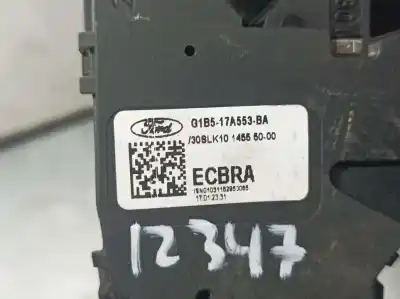 Ford
G1B5-17A553-BA
/30BLK10 1455 50-00
ECBRA
12347